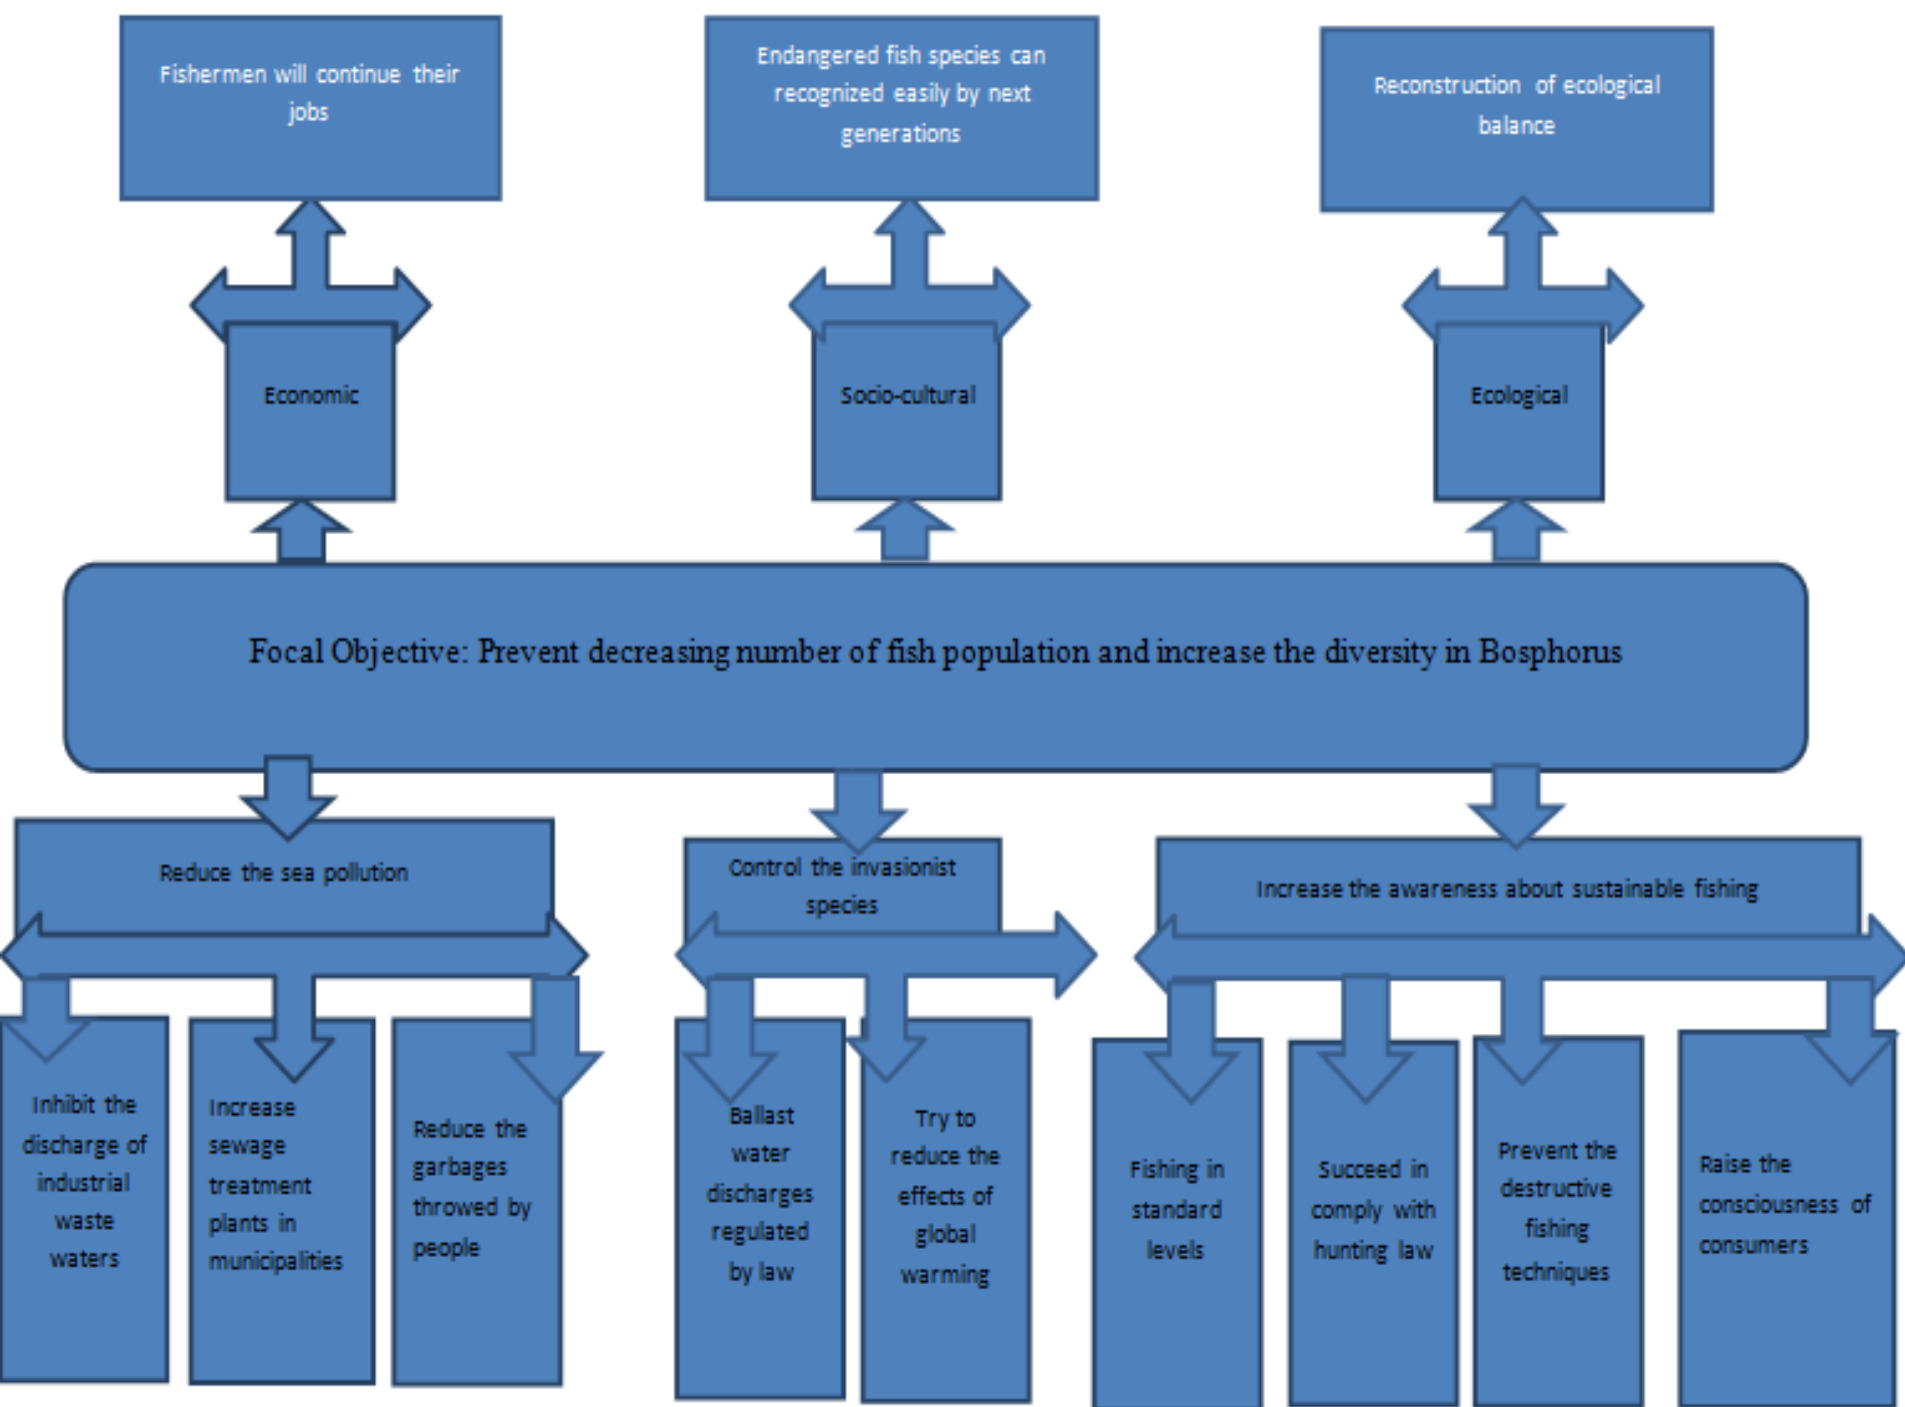 Fishermen will continue their
jobs
Endangered fish species can
recognized easily by next
generations
Reconstruction of ecological
balance
Economic
Socio-cultural
Ecological
Focal Objective: Prevent decreasing number of fish population and increase the diversity in Bosphorus
Reduce the sea pollution
Control the invasionist
species
Increase the awareness about sustainable fishing
Inhibit the
discharge of
industrial
waste
waters
Increase
sewage
treatment
plants in
municipalities
Reduce the
garbages
throwed by
people
Ballast
water
discharges
regulated
by law
Try to
reduce the
effects of
global
warming
Fishing in
standard
levels
Succeed in
comply with
hunting law
Prevent the
destructive
fishing
techniques
Raise the
consciousness of
consumers